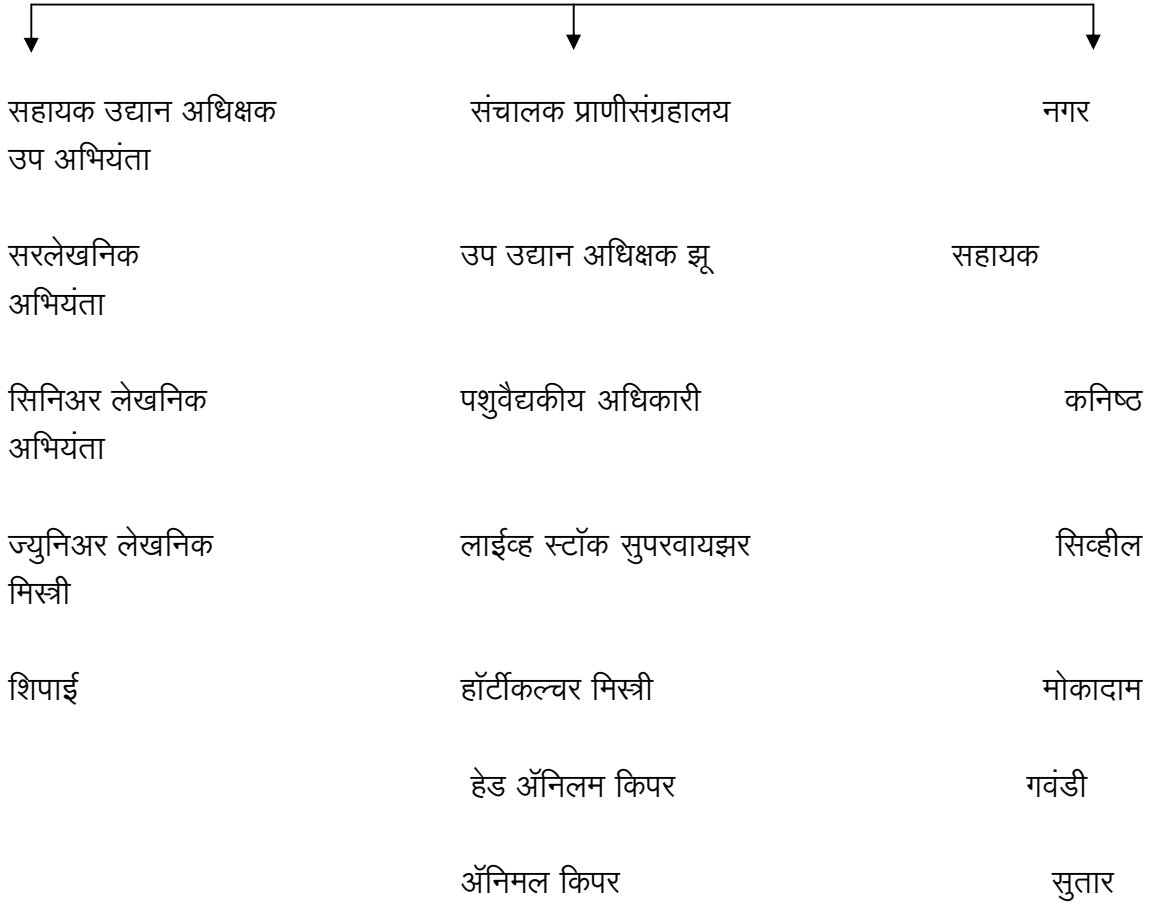 सहायक उद्यान अधिक्षक संचालक प्राणीसंग्रहालय नगर
उप अभियंता
सरलेखनिक उप उद्यान अधिक्षक झू सहायक
अभियंता
सिनिअर लेखनिक पशुवैद्यकीय अधिकारी कनिष्ठ
अभियंता
ज्युनिअर लेखनिक लाईव्ह स्टॉक सुपरवायझर सिव्हील
मिस्त्री
शिपाई हॉर्टीकल्चर मिस्त्री मोकादाम
हेड ॲनिलम किपर गवंडी
ॲनिमल किपर सुतार